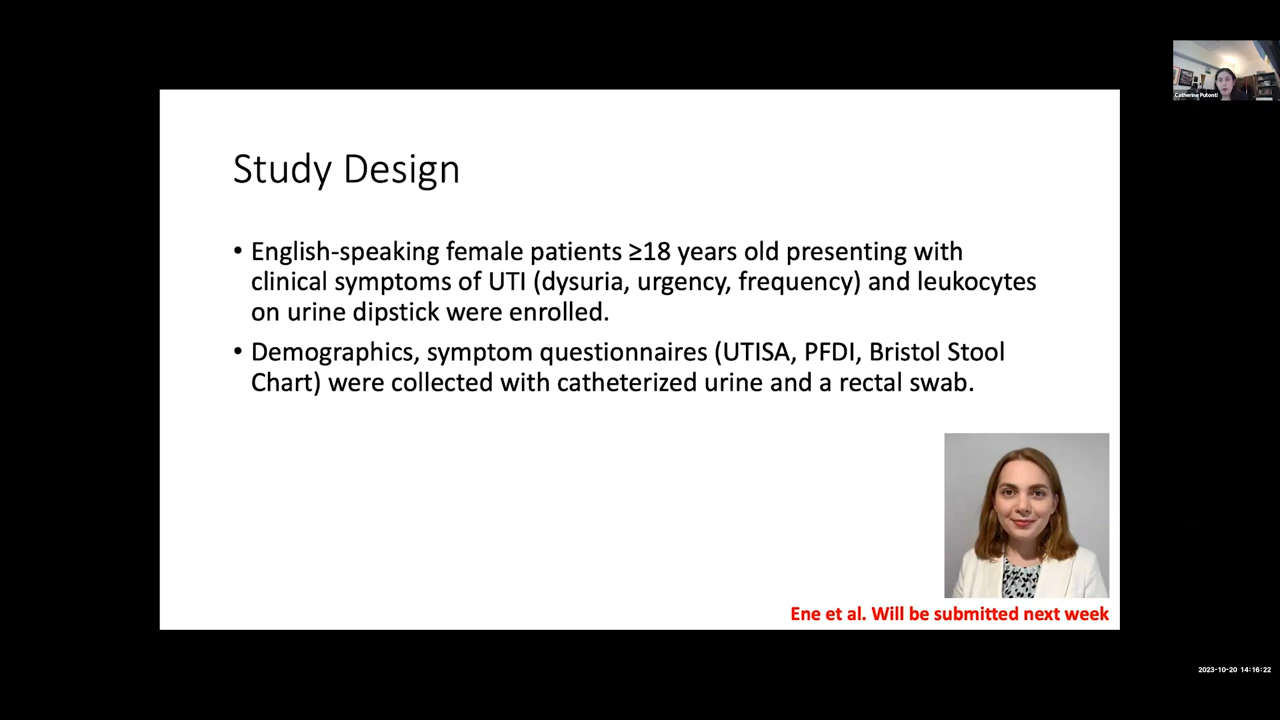 Catherine Putonti
Study Design
• English-speaking female patients ≥18 years old presenting with
clinical symptoms of UTI (dysuria, urgency, frequency) and leukocytes
on urine dipstick were enrolled.
• Demographics, symptom questionnaires (UTISA, PFDI, Bristol Stool
Chart) were collected with catheterized urine and a rectal swab.
Ene et al. Will be submitted next week
2023-10-20 14:16:22